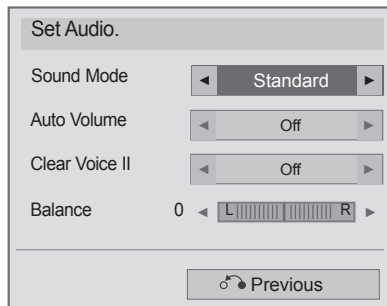 Set Audio.
Sound Mode ◄ Standard ►
Auto Volume ◄ Off ►
Clear Voice II ◄ Off ►
Balance 0 ◄ L R ►
Previous